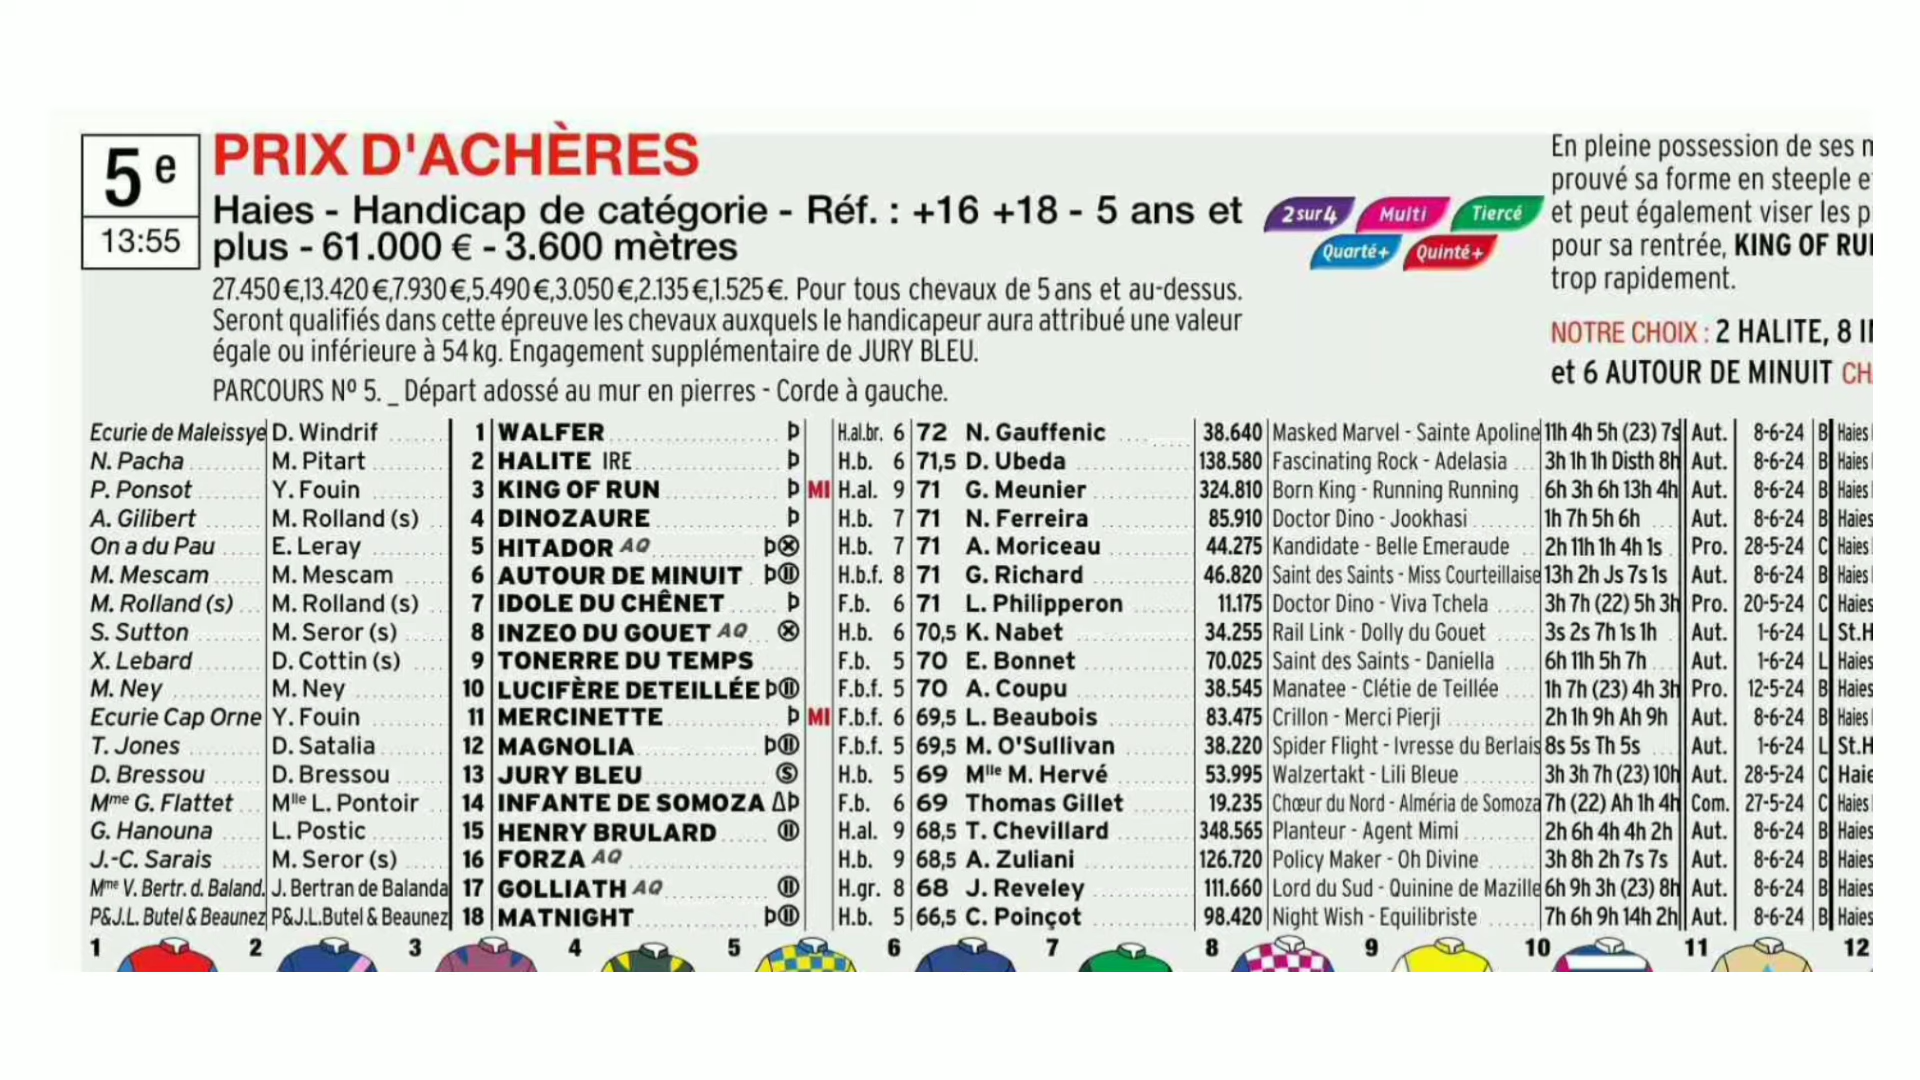 5e
13:55
PRIX D'ACHÈRES
Haies - Handicap de catégorie - Réf. : +16 +18 - 5 ans et
plus - 61.000 € - 3.600 mètres
27.450 €,13.420 €,7.930 €,5.490 €,3.050 €,2.135 €,1.525 €. Pour tous chevaux de 5 ans et au-dessus.
Seront qualifiés dans cette épreuve les chevaux auxquels le handicapeur aura attribué une valeur
égale ou inférieure à 54 kg. Engagement supplémentaire de JURY BLEU.
PARCOURS Nº 5. _ Départ adossé au mur en pierres - Corde à gauche.
2sur4 Multi Tiercé
Quarté+ Quinté+
En pleine possession de ses
prouvé sa forme en steeple
et peut également viser les
pour sa rentrée, KING OF
trop rapidement.
NOTRE CHOIX : 2 HALITE, 8
et 6 AUTOUR DE MINUIT
Ecurie de Maleissye D. Windrif 1 WALFER Þ H.al.br. 6 72 N. Gauffenic 38.640 Masked Marvel - Sainte Apoline 11h 4h 5h (23) 7s Aut. 8-6-24 B Haies
N. Pacha M. Pitart 2 HALITE IRE Þ H.b. 6 71,5 D. Ubeda 138.580 Fascinating Rock - Adelasia 3h 1h 1h Disth 8h Aut. 8-6-24 B Haies
P. Ponsot Y. Fouin 3 KING OF RUN Þ MI H.al. 9 71 G. Meunier 324.810 Born King - Running Running 6h 3h 6h 13h 4h Aut. 8-6-24 B Haies
A. Gilibert M. Rolland (s) 4 DINOZAURE Þ H.b. 7 71 N. Ferreira 85.910 Doctor Dino - Jookhasi 1h 7h 5h 6h Aut. 8-6-24 B Haies
On a du Pau E. Leray 5 HITADOR AQ Þ⊗ H.b. 7 71 A. Moriceau 44.275 Kandidate - Belle Emeraude 2h 11h 1h 4h 1s Pro. 28-5-24 C Haies
M. Mescam M. Mescam 6 AUTOUR DE MINUIT Þ⏸ H.b.f. 8 71 G. Richard 46.820 Saint des Saints - Miss Courteillaise 13h 2h Js 7s 1s Aut. 8-6-24 B Haies
M. Rolland (s) M. Rolland (s) 7 IDOLE DU CHÊNET Þ F.b. 6 71 L. Philipperon 11.175 Doctor Dino - Viva Tchela 3h 7h (22) 5h 3h Pro. 20-5-24 C Haies
S. Sutton M. Seror (s) 8 INZEO DU GOUET AQ ⊗ H.b. 6 70,5 K. Nabet 34.255 Rail Link - Dolly du Gouet 3s 2s 7h 1s 1h Aut. 1-6-24 L St.H
X. Lebard D. Cottin (s) 9 TONERRE DU TEMPS F.b. 5 70 E. Bonnet 70.025 Saint des Saints - Daniella 6h 11h 5h 7h Aut. 1-6-24 L Haies
M. Ney M. Ney 10 LUCIFÈRE DETEILLÉE Þ⏸ F.b.f. 5 70 A. Coupu 38.545 Manatee - Clétie de Teillée 1h 7h (23) 4h 3h Pro. 12-5-24 B Haies
Ecurie Cap Orne Y. Fouin 11 MERCINETTE Þ MI F.b.f. 6 69,5 L. Beaubois 83.475 Crillon - Merci Pierji 2h 1h 9h Ah 9h Aut. 8-6-24 B Haies
T. Jones D. Satalia 12 MAGNOLIA Þ⏸ F.b.f. 5 69,5 M. O'Sullivan 38.220 Spider Flight - Ivresse du Berlais 8s 5s Th 5s Aut. 1-6-24 L St.H
D. Bressou D. Bressou 13 JURY BLEU Ⓢ H.b. 5 69 Mlle M. Hervé 53.995 Walzertakt - Lili Bleue 3h 3h 7h (23) 10h Aut. 28-5-24 C Haie
Mme G. Flattet Mlle L. Pontoir 14 INFANTE DE SOMOZA ΔÞ F.b. 6 69 Thomas Gillet 19.235 Chœur du Nord - Alméria de Somoza 7h (22) Ah 1h 4h Com. 27-5-24 C Haies
G. Hanouna L. Postic 15 HENRY BRULARD ⏸ H.al. 9 68,5 T. Chevillard 348.565 Planteur - Agent Mimi 2h 6h 4h 4h 2h Aut. 8-6-24 B Haies
J.-C. Sarais M. Seror (s) 16 FORZA AQ H.b. 9 68,5 A. Zuliani 126.720 Policy Maker - Oh Divine 3h 8h 2h 7s 7s Aut. 8-6-24 B Haies
Mme V. Bertr. d. Baland. J. Bertran de Balanda 17 GOLLIATH AQ ⏸ H.gr. 8 68 J. Reveley 111.660 Lord du Sud - Quinine de Mazille 6h 9h 3h (23) 8h Aut. 8-6-24 B Haies
P&J.L. Butel & Beaunez P&J.L.Butel & Beaunez 18 MATNIGHT Þ⏸ H.b. 5 66,5 C. Poinçot 98.420 Night Wish - Equilibriste 7h 6h 9h 14h 2h Aut. 8-6-24 B Haies
1 2 3 4 5 6 7 8 9 10 11 12